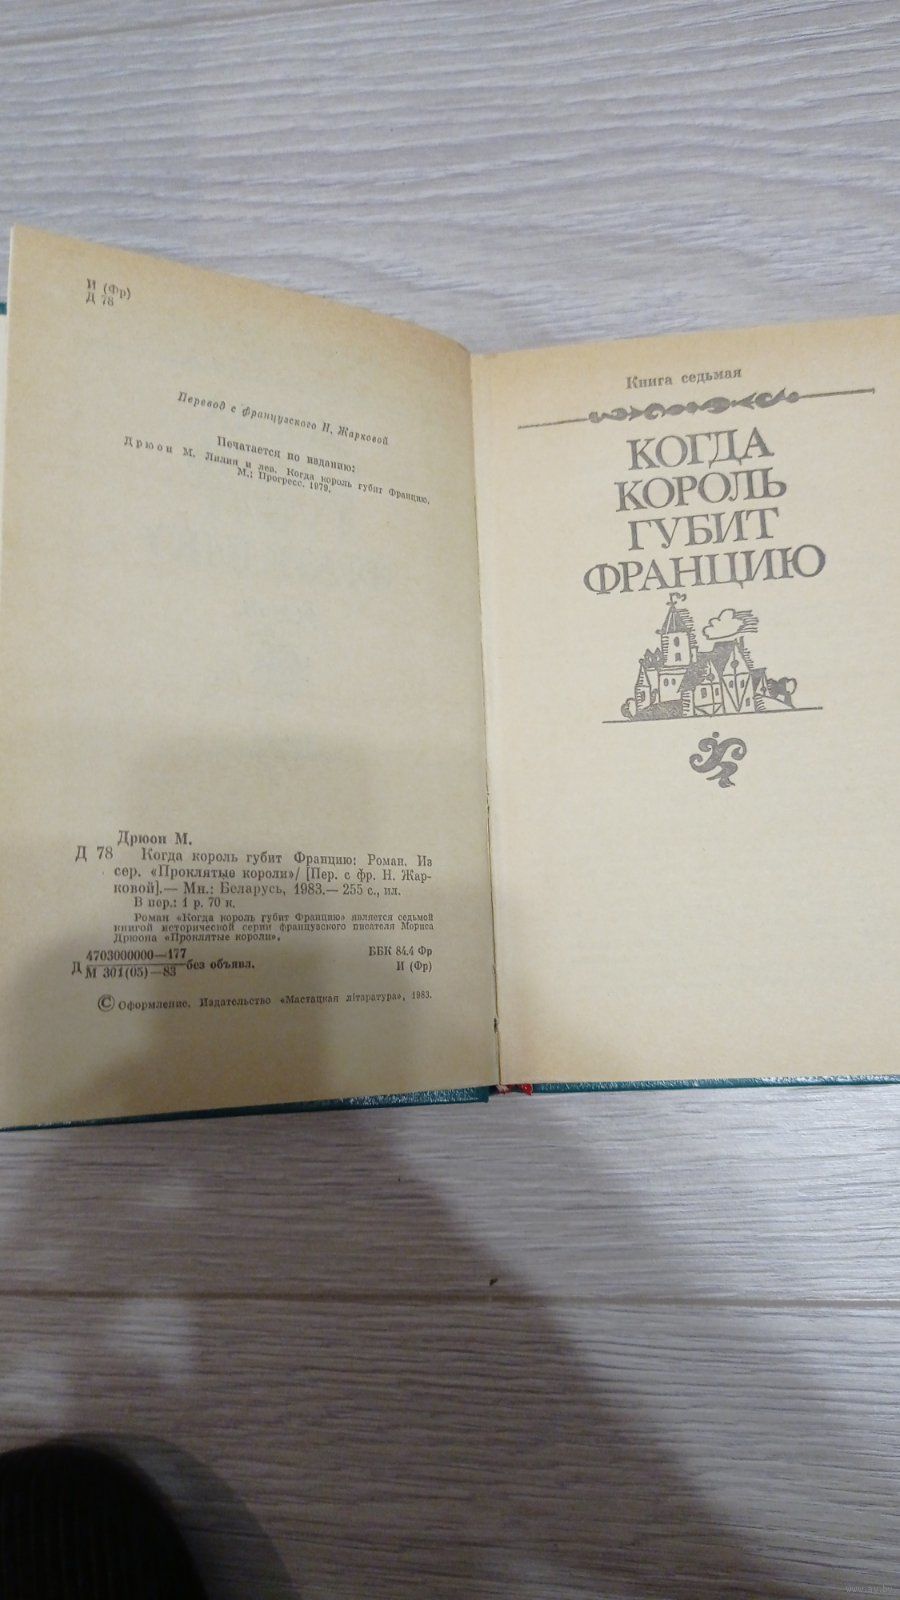 И (Фр)
Д 78
Перевод с французского Н. Жарковой
Печатается по изданию:
Дрюон М. Лилия и лев. Когда король губит Францию.
М.: Прогресс. 1979.
Дрюон М.
Д 78 Когда король губит Францию: Роман. Из
сер. «Проклятые короли»/ [Пер. с фр. Н. Жар-
ковой].— Мн.: Беларусь, 1983.— 255 с., ил.
В пер.: 1 р. 70 к.
Роман «Когда король губит Францию» является седьмой
книгой исторической серии французского писателя Мориса
Дрюона «Проклятые короли».
Д 4703000000—177
М 301(05)—83 без объявл.
ББК 84.4 Фр
И (Фр)
© Оформление. Издательство «Мастацкая літаратура», 1983.
Книга седьмая
КОГДА
КОРОЛЬ
ГУБИТ
ФРАНЦИЮ
www.ay.by